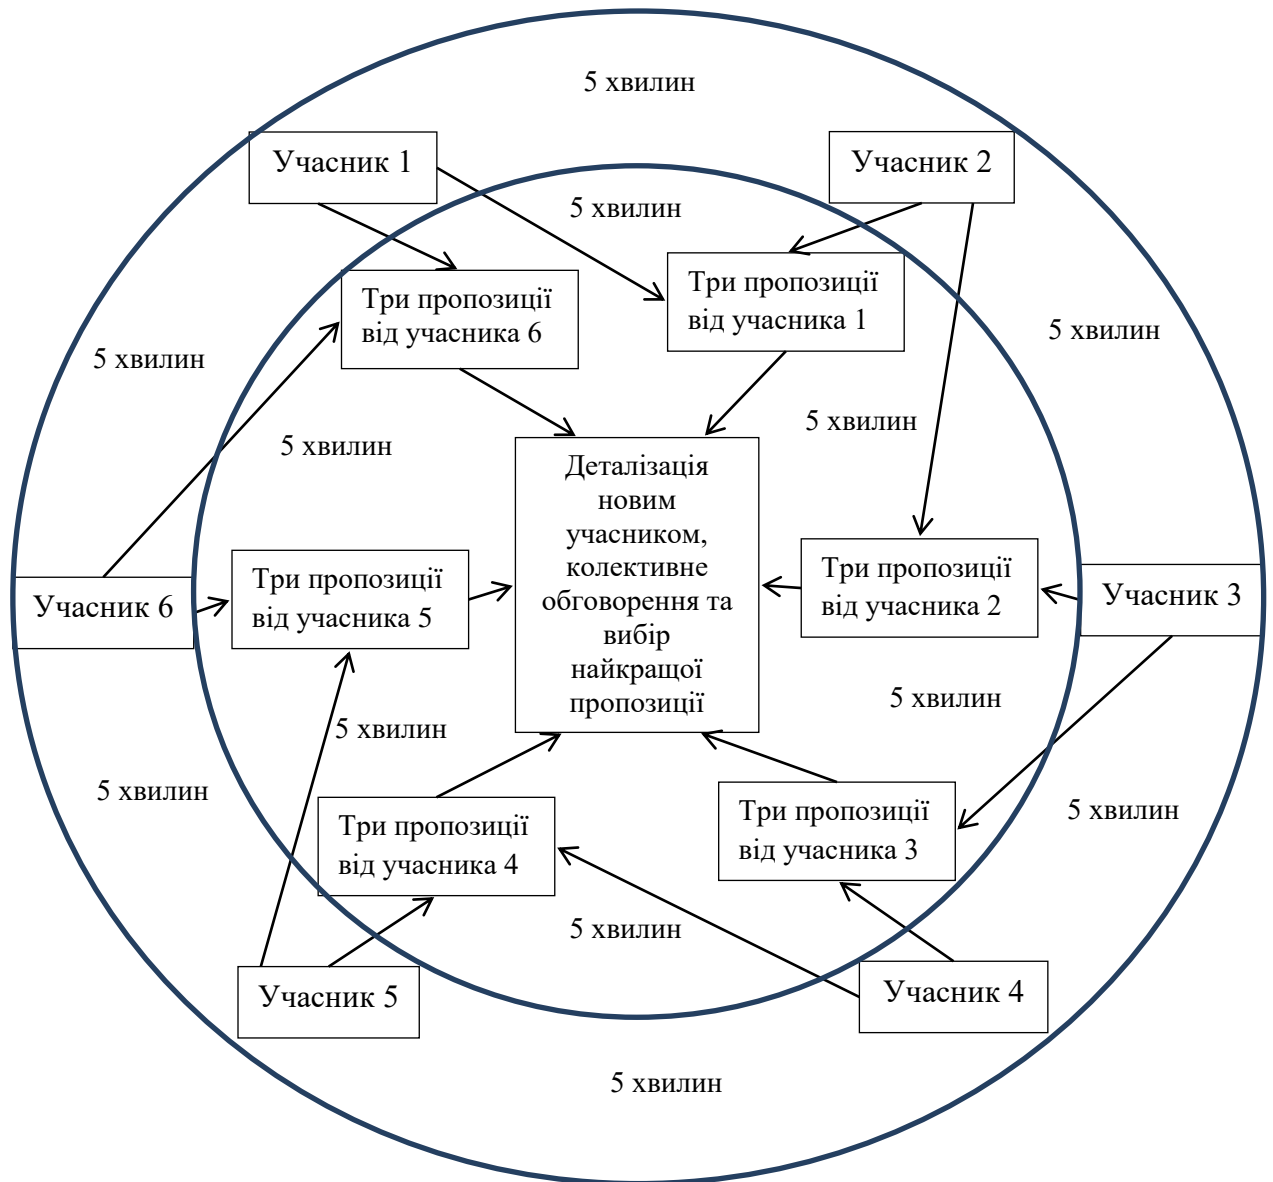 5 хвилин
Учасник 1
Учасник 2
5 хвилин
Три пропозиції
від учасника 6
Три пропозиції
від учасника 1
5 хвилин
5 хвилин
5 хвилин
5 хвилин
Деталізація
новим
учасником,
колективне
обговорення та
вибір
найкращої
пропозиції
Учасник 6
Три пропозиції
від учасника 5
Три пропозиції
від учасника 2
Учасник 3
5 хвилин
5 хвилин
5 хвилин
5 хвилин
Три пропозиції
від учасника 4
Три пропозиції
від учасника 3
5 хвилин
Учасник 5
Учасник 4
5 хвилин